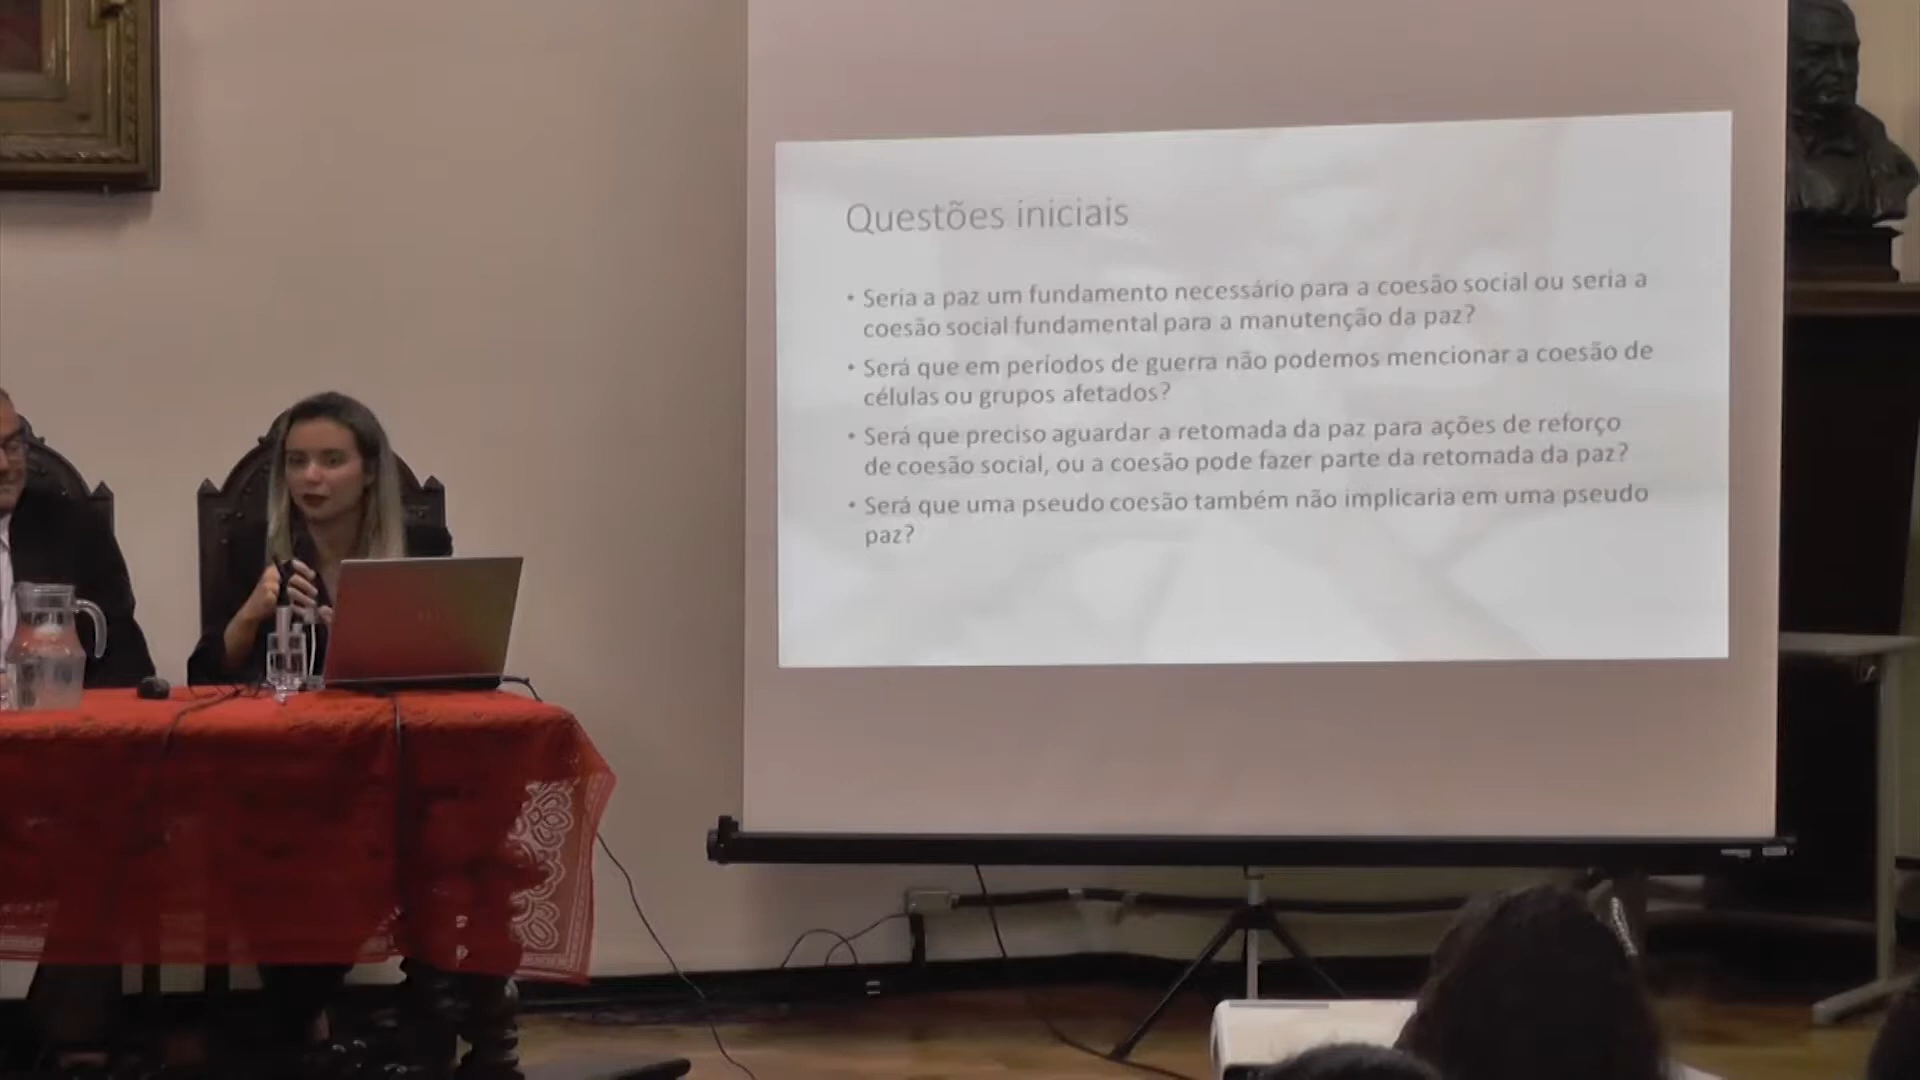 Questões iniciais
• Seria a paz um fundamento necessário para a coesão social ou seria a
coesão social fundamental para a manutenção da paz?
• Será que em períodos de guerra não podemos mencionar a coesão de
células ou grupos afetados?
• Será que preciso aguardar a retomada da paz para ações de reforço
de coesão social, ou a coesão pode fazer parte da retomada da paz?
• Será que uma pseudo coesão também não implicaria em uma pseudo
paz?